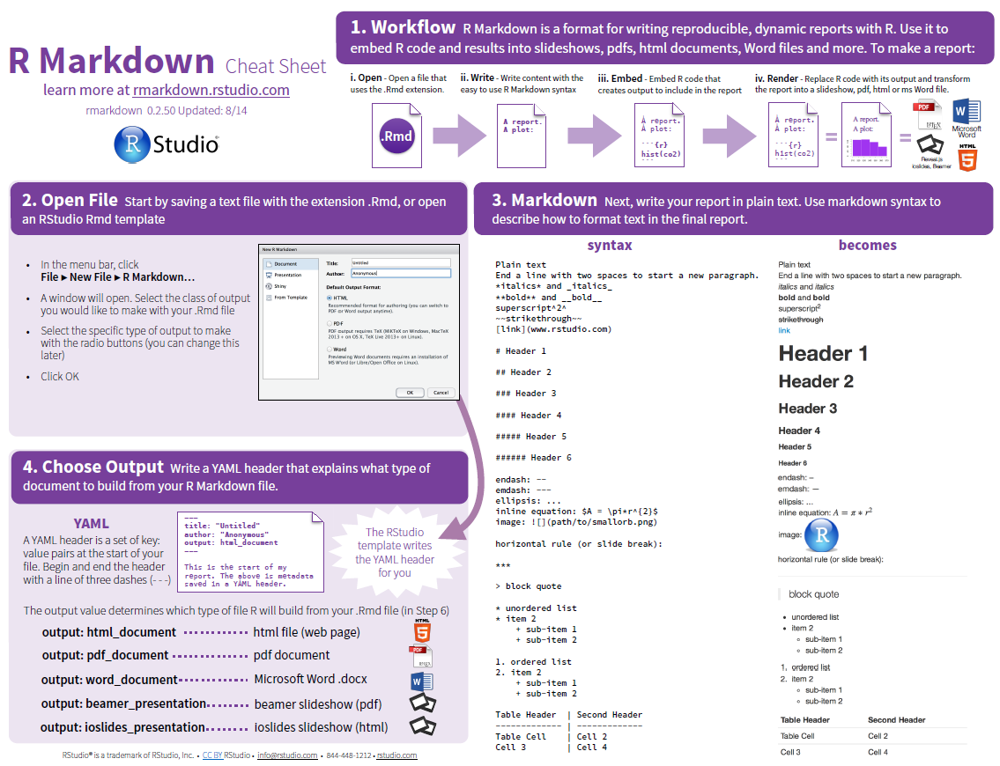 R Markdown Cheat Sheet
learn more at rmarkdown.rstudio.com
rmarkdown 0.2.50 Updated: 8/14
R Studio®
1. Workflow R Markdown is a format for writing reproducible, dynamic reports with R. Use it to
embed R code and results into slideshows, pdfs, html documents, Word files and more. To make a report:
i. Open - Open a file that
uses the .Rmd extension.
ii. Write - Write content with the
easy to use R Markdown syntax
iii. Embed - Embed R code that
creates output to include in the report
iv. Render - Replace R code with its output and transform
the report into a slideshow, pdf, html or ms Word file.
.Rmd
A report.
A plot:
A report.
A plot:
```{r}
hist(co2)
```
A report.
A plot:
```{r}
hist(co2)
```
=
A report.
A plot:
=
PDF
LATEX
Microsoft
Word
Reveal.js
ioslides, Beamer
HTML
5
2. Open File Start by saving a text file with the extension .Rmd, or open
an RStudio Rmd template
• In the menu bar, click
File ▸ New File ▸ R Markdown…
• A window will open. Select the class of output
you would like to make with your .Rmd file
• Select the specific type of output to make
with the radio buttons (you can change this
later)
• Click OK
New R Markdown
Document
Presentation
Shiny
From Template
Title: Untitled
Author: Anonymous
Default Output Format:
HTML
Recommended format for authoring (you can switch to
PDF or Word output anytime).
PDF
PDF output requires TeX (MiKTeX on Windows, MacTeX
2013+ on OS X, TeX Live 2013+ on Linux).
Word
Previewing Word documents requires an installation of
MS Word (or Libre/Open Office on Linux).
OK Cancel
3. Markdown Next, write your report in plain text. Use markdown syntax to
describe how to format text in the final report.
syntax
Plain text
End a line with two spaces to start a new paragraph.
*italics* and _italics_
**bold** and __bold__
superscript^2^
~~strikethrough~~
[link](www.rstudio.com)
# Header 1
## Header 2
### Header 3
#### Header 4
##### Header 5
###### Header 6
endash: --
emdash: ---
ellipsis: ...
inline equation: $A = \pi*r^{2}$
image: ![](path/to/smallorb.png)
horizontal rule (or slide break):
***
> block quote
* unordered list
* item 2
+ sub-item 1
+ sub-item 2
1. ordered list
2. item 2
+ sub-item 1
+ sub-item 2
Table Header | Second Header
------------- | -------------
Table Cell | Cell 2
Cell 3 | Cell 4
becomes
Plain text
End a line with two spaces to start a new paragraph.
italics and italics
bold and bold
superscript²
strikethrough
link
Header 1
Header 2
Header 3
Header 4
Header 5
Header 6
endash: –
emdash: —
ellipsis: …
inline equation: A = π * r²
image: R
horizontal rule (or slide break):
block quote
• unordered list
• item 2
○ sub-item 1
○ sub-item 2
1. ordered list
2. item 2
○ sub-item 1
○ sub-item 2
Table Header Second Header
Table Cell Cell 2
Cell 3 Cell 4
4. Choose Output Write a YAML header that explains what type of
document to build from your R Markdown file.
YAML
A YAML header is a set of key:
value pairs at the start of your
file. Begin and end the header
with a line of three dashes (- - -)
---
title: "Untitled"
author: "Anonymous"
output: html_document
---
This is the start of my
report. The above is metadata
saved in a YAML header.
The RStudio
template writes
the YAML header
for you
The output value determines which type of file R will build from your .Rmd file (in Step 6)
output: html_document html file (web page)
HTML
5
output: pdf_document pdf document
PDF
LATEX
output: word_document Microsoft Word .docx
W
output: beamer_presentation beamer slideshow (pdf)
output: ioslides_presentation ioslides slideshow (html)
RStudio® is a trademark of RStudio, Inc. • CC BY RStudio • info@rstudio.com • 844-448-1212 • rstudio.com